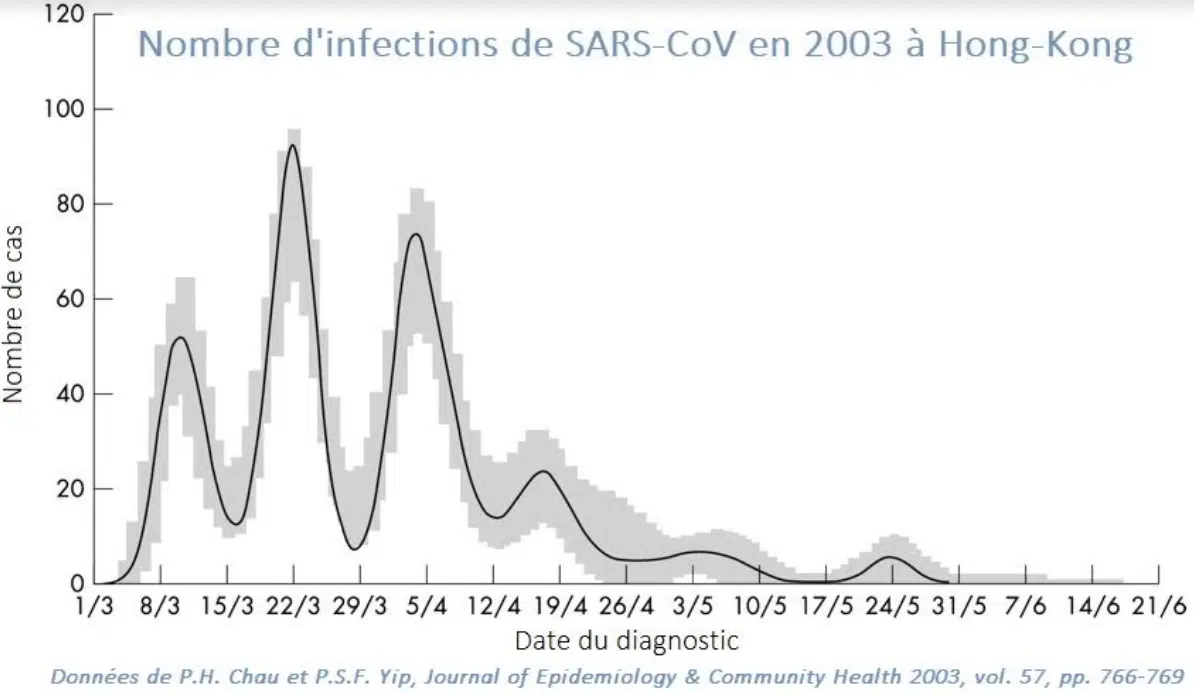 Nombre d'infections de SARS-CoV en 2003 à Hong-Kong
Nombre de cas
120
100
80
60
40
20
0
1/3 8/3 15/3 22/3 29/3 5/4 12/4 19/4 26/4 3/5 10/5 17/5 24/5 31/5 7/6 14/6 21/6
Date du diagnostic
Données de P.H. Chau et P.S.F. Yip, Journal of Epidemiology & Community Health 2003, vol. 57, pp. 766-769